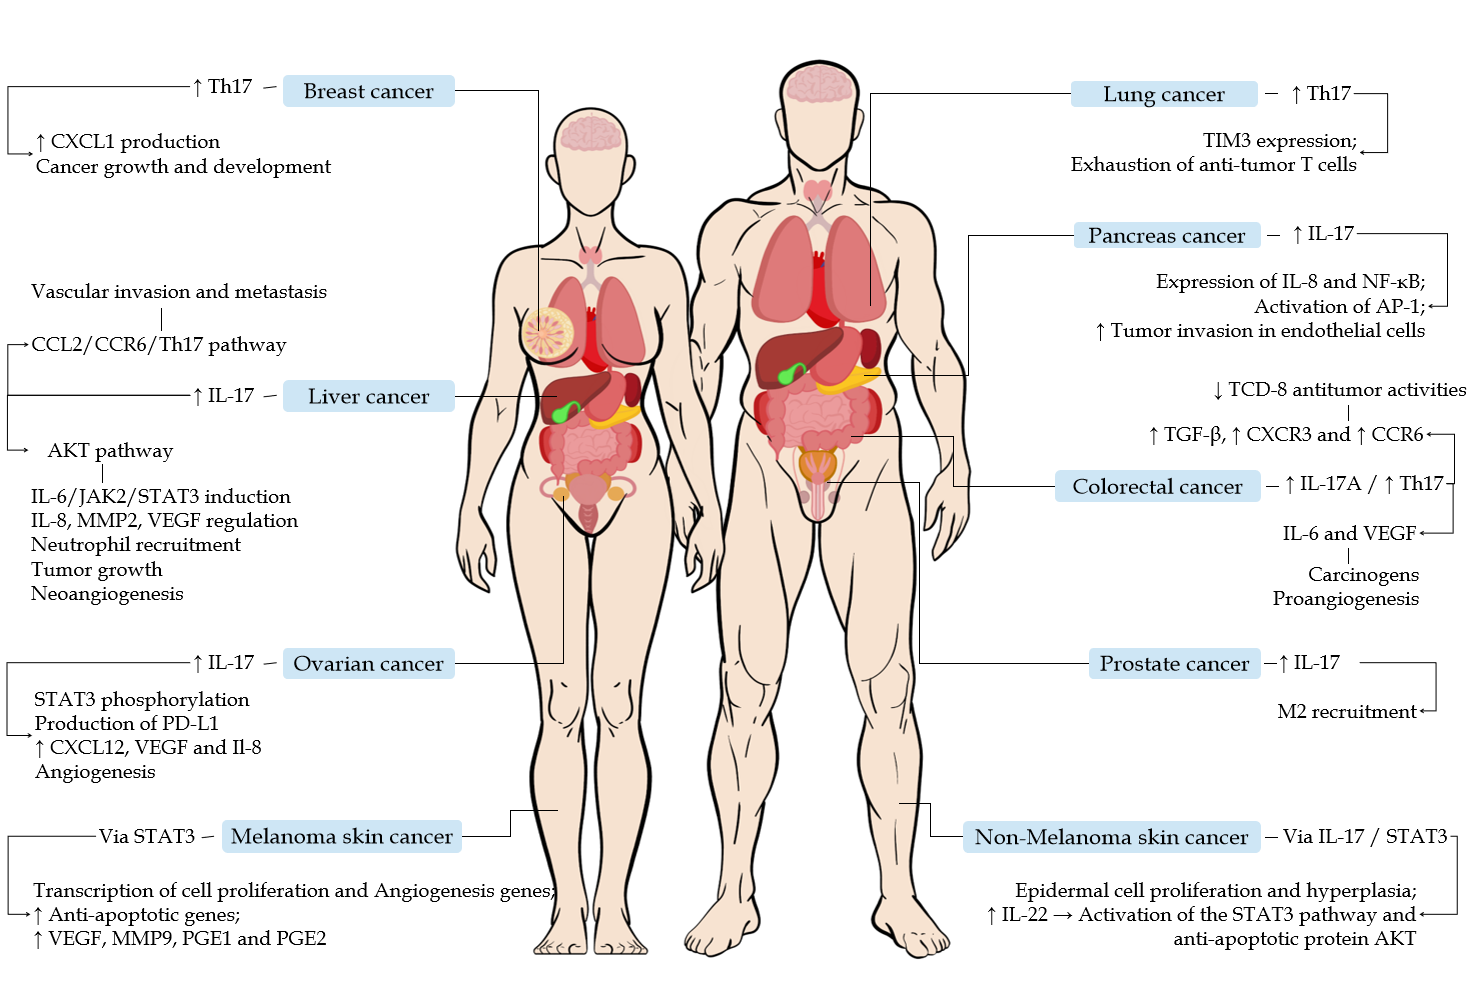 ↑ Th17
Breast cancer
↑ CXCL1 production
Cancer growth and development
Vascular invasion and metastasis
CCL2/CCR6/Th17 pathway
↑ IL-17
Liver cancer
AKT pathway
IL-6/JAK2/STAT3 induction
IL-8, MMP2, VEGF regulation
Neutrophil recruitment
Tumor growth
Neoangiogenesis
↑ IL-17
Ovarian cancer
STAT3 phosphorylation
Production of PD-L1
↑ CXCL12, VEGF and Il-8
Angiogenesis
Via STAT3
Melanoma skin cancer
Transcription of cell proliferation and Angiogenesis genes;
↑ Anti-apoptotic genes;
↑ VEGF, MMP9, PGE1 and PGE2
Lung cancer
↑ Th17
TIM3 expression;
Exhaustion of anti-tumor T cells
Pancreas cancer
↑ IL-17
Expression of IL-8 and NF-κB;
Activation of AP-1;
↑ Tumor invasion in endothelial cells
↓ TCD-8 antitumor activities
↑ TGF-β, ↑ CXCR3 and ↑ CCR6
Colorectal cancer
↑ IL-17A / ↑ Th17
IL-6 and VEGF
Carcinogens
Proangiogenesis
Prostate cancer
↑ IL-17
M2 recruitment
Non-Melanoma skin cancer
Via IL-17 / STAT3
Epidermal cell proliferation and hyperplasia;
↑ IL-22 → Activation of the STAT3 pathway and
anti-apoptotic protein AKT